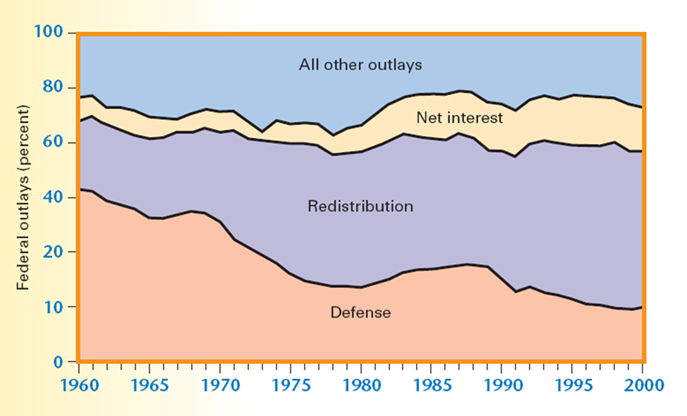 Federal outlays (percent)
100
80
60
40
20
10
0
All other outlays
Net interest
Redistribution
Defense
1960 1965 1970 1975 1980 1985 1990 1995 2000